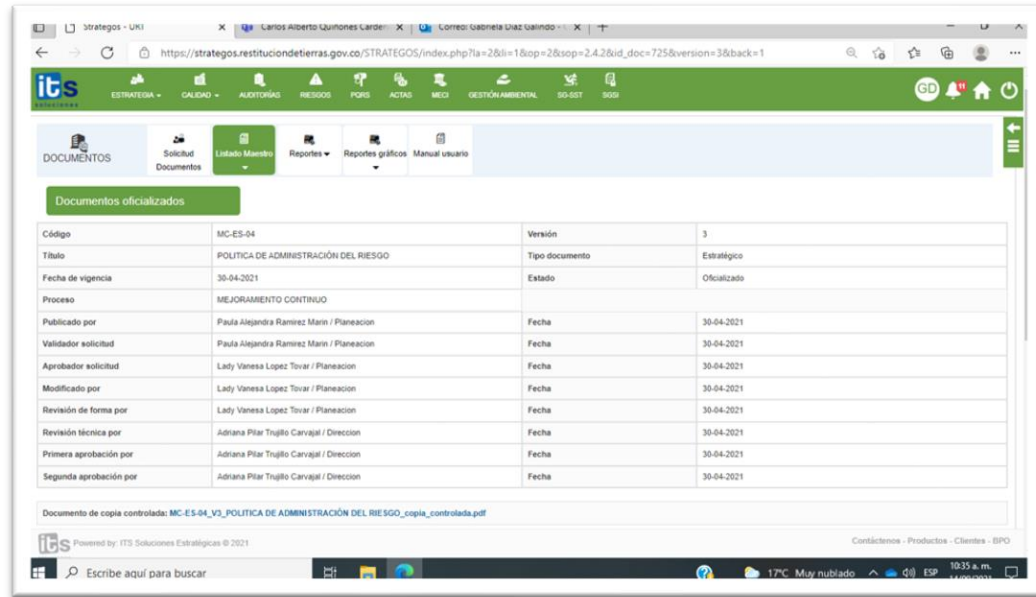 Strategos - URT
Carlos Alberto Quiñones Carden
Correo: Gabriela Diaz Galindo -
https://strategos.restituciondetierras.gov.co/STRATEGOS/index.php?la=2&li=1&op=2&sop=2.4.2&id_doc=725&version=3&back=1
its
soluciones
ESTRATEGIA CALIDAD AUDITORÍAS RIESGOS PQRS ACTAS MECI GESTIÓN AMBIENTAL SG-SST SGSI
GD 11
DOCUMENTOS
Solicitud Documentos
Listado Maestro
Reportes
Reportes gráficos
Manual usuario
Documentos oficializados
Código MC-ES-04 Versión 3
Título POLITICA DE ADMINISTRACIÓN DEL RIESGO Tipo documento Estratégico
Fecha de vigencia 30-04-2021 Estado Oficializado
Proceso MEJORAMIENTO CONTINUO
Publicado por Paula Alejandra Ramirez Marin / Planeacion Fecha 30-04-2021
Validador solicitud Paula Alejandra Ramirez Marin / Planeacion Fecha 30-04-2021
Aprobador solicitud Lady Vanesa Lopez Tovar / Planeacion Fecha 30-04-2021
Modificado por Lady Vanesa Lopez Tovar / Planeacion Fecha 30-04-2021
Revisión de forma por Lady Vanesa Lopez Tovar / Planeacion Fecha 30-04-2021
Revisión técnica por Adriana Pilar Trujillo Carvajal / Direccion Fecha 30-04-2021
Primera aprobación por Adriana Pilar Trujillo Carvajal / Direccion Fecha 30-04-2021
Segunda aprobación por Adriana Pilar Trujillo Carvajal / Direccion Fecha 30-04-2021
Documento de copia controlada: MC-ES-04_V3_POLITICA DE ADMINISTRACIÓN DEL RIESGO_copia_controlada.pdf
its Powered by: ITS Soluciones Estratégicas © 2021 Contáctenos - Productos - Clientes - BPO
Escribe aquí para buscar 17°C Muy nublado ESP 10:35 a. m.